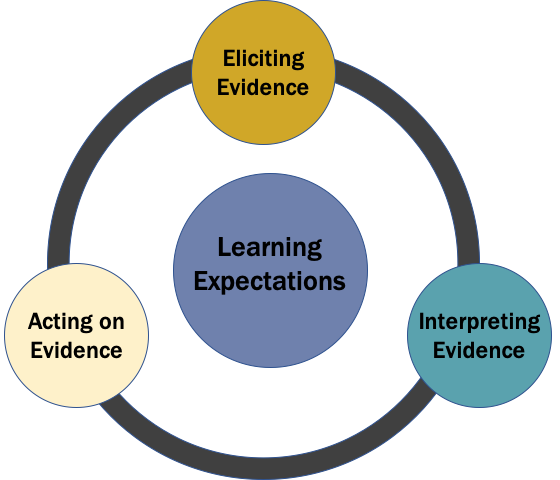 Eliciting
Evidence
Learning
Expectations
Acting on
Evidence
Interpreting
Evidence